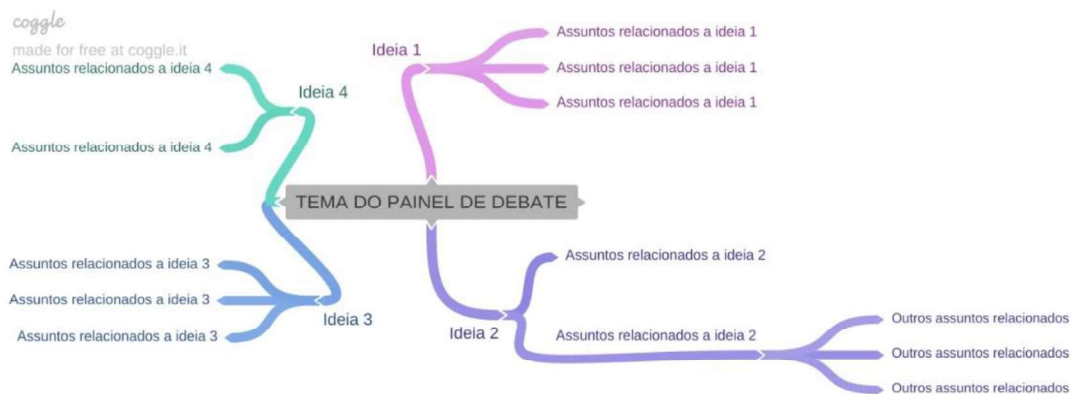 coggle
made for free at coggle.it
Assuntos relacionados a ideia 4
Ideia 4
Assuntos relacionados a ideia 4
Ideia 1
Assuntos relacionados a ideia 1
Assuntos relacionados a ideia 1
Assuntos relacionados a ideia 1
TEMA DO PAINEL DE DEBATE
Assuntos relacionados a ideia 3
Assuntos relacionados a ideia 3
Assuntos relacionados a ideia 3
Ideia 3
Ideia 2
Assuntos relacionados a ideia 2
Assuntos relacionados a ideia 2
Outros assuntos relacionados
Outros assuntos relacionados
Outros assuntos relacionados